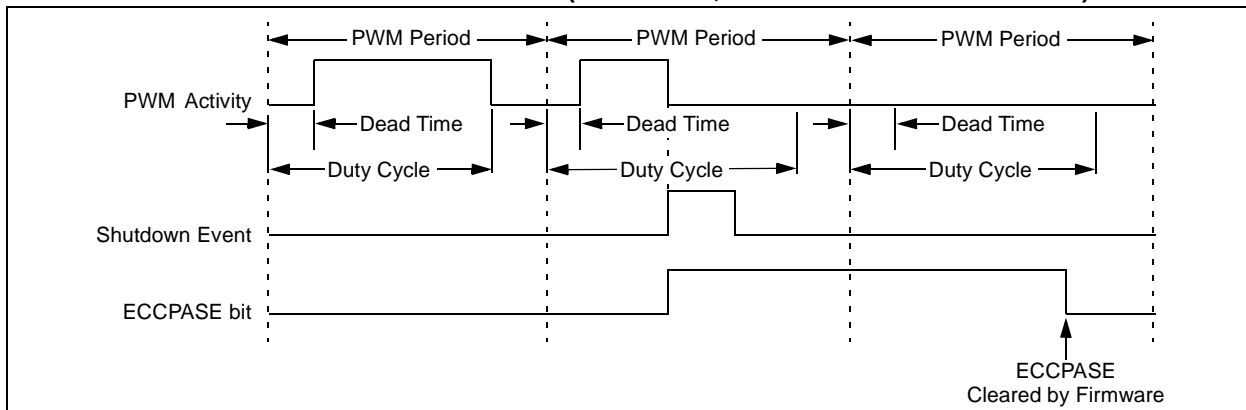 PWM Period PWM Period PWM Period
PWM Activity
Dead Time Dead Time Dead Time
Duty Cycle Duty Cycle Duty Cycle
Shutdown Event
ECCPASE bit
ECCPASE
Cleared by Firmware